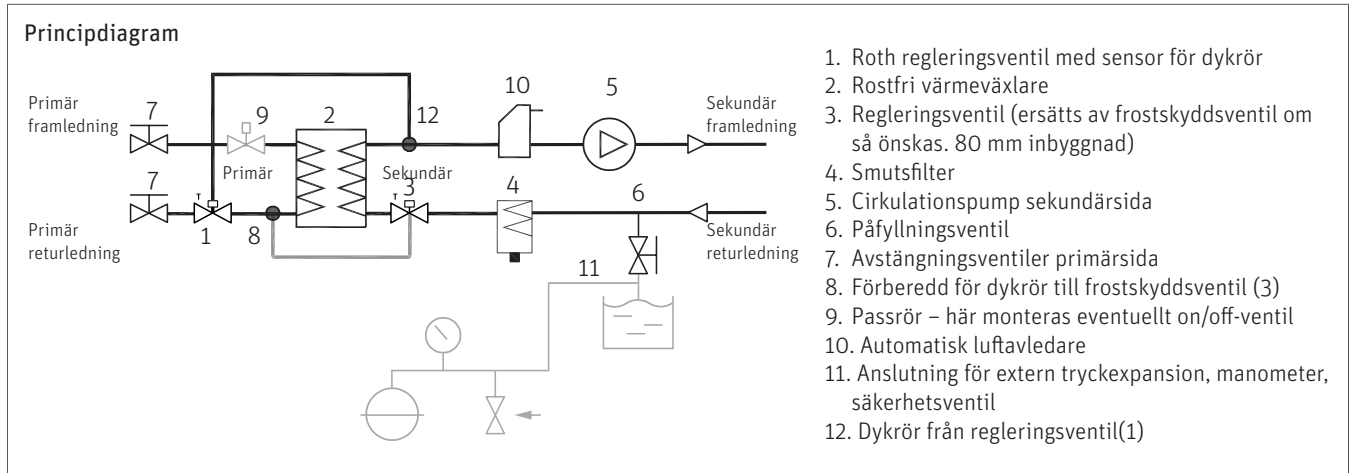 Principdiagram
Primär
framledning
7
9
2
12
10
5
Sekundär
framledning
Primär
Sekundär
7
3
4
6
Primär
returledning
1
8
Sekundär
returledning
11
1. Roth regleringsventil med sensor för dykrör
2. Rostfri värmeväxlare
3. Regleringsventil (ersätts av frostskyddsventil om
så önskas. 80 mm inbyggnad)
4. Smutsfilter
5. Cirkulationspump sekundärsida
6. Påfyllningsventil
7. Avstängningsventiler primärsida
8. Förberedd för dykrör till frostskyddsventil (3)
9. Passrör – här monteras eventuellt on/off-ventil
10. Automatisk luftavledare
11. Anslutning för extern tryckexpansion, manometer,
säkerhetsventil
12. Dykrör från regleringsventil(1)